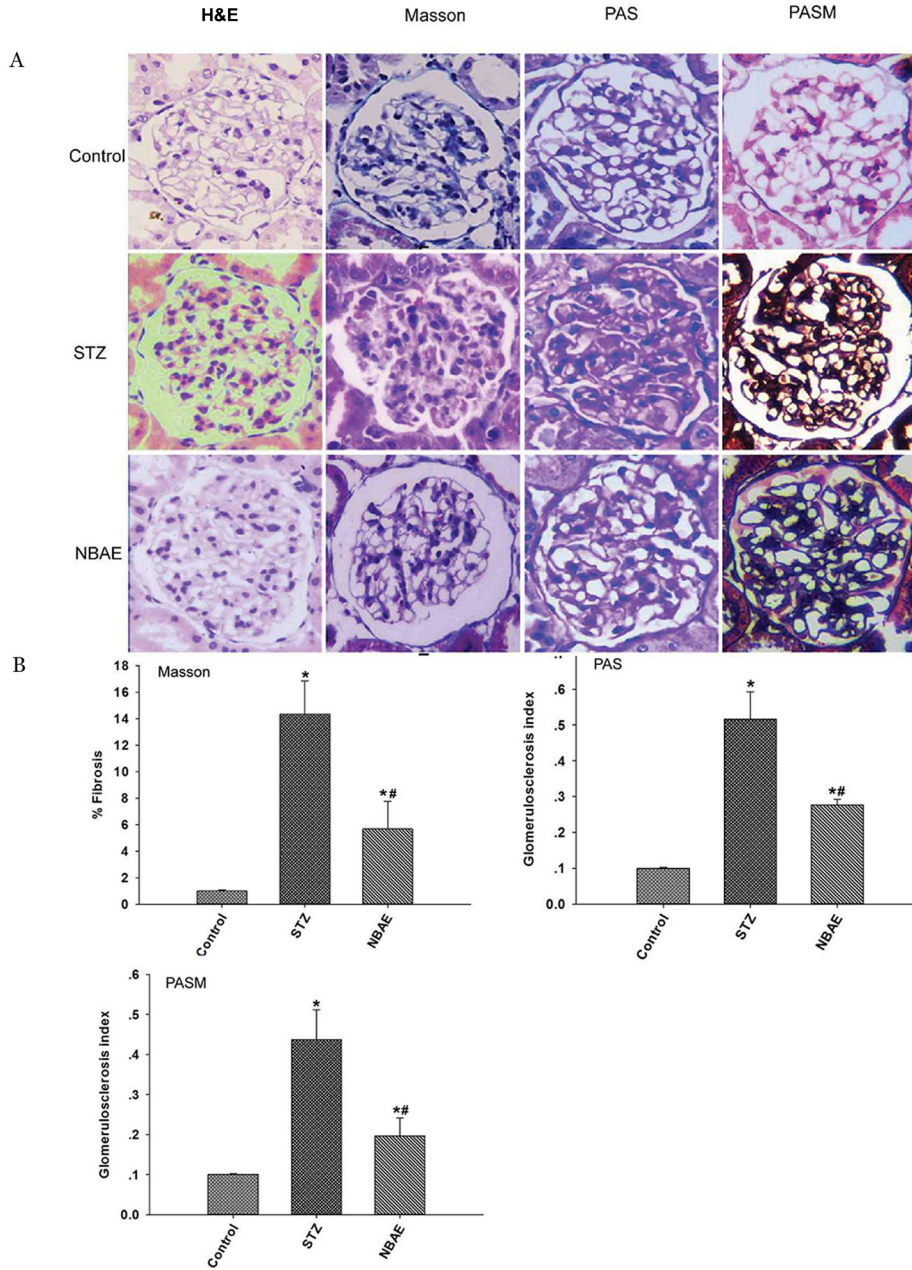 H&E Masson PAS PASM
A
Control
STZ
NBAE
B
Masson
% Fibrosis
18
16
14
12
10
8
6
4
2
0
*
*#
Control STZ NBAE
PAS
Glomerulosclerosis index
.6
.5
.4
.3
.2
.1
0.0
*
*#
Control STZ NBAE
PASM
Glomerulosclerosis index
.6
.5
.4
.3
.2
.1
0.0
*
*#
Control STZ NBAE